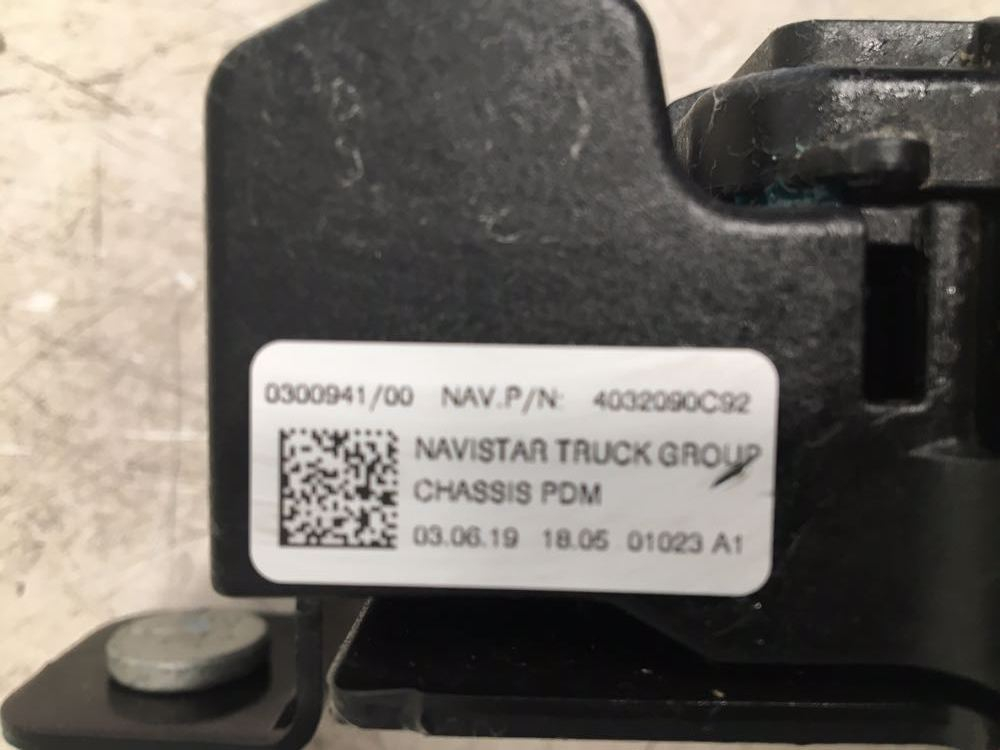 0300941/00 NAV.P/N: 4032090C92
NAVISTAR TRUCK GROUP
CHASSIS PDM
03.06.19 18.05 01023 A1